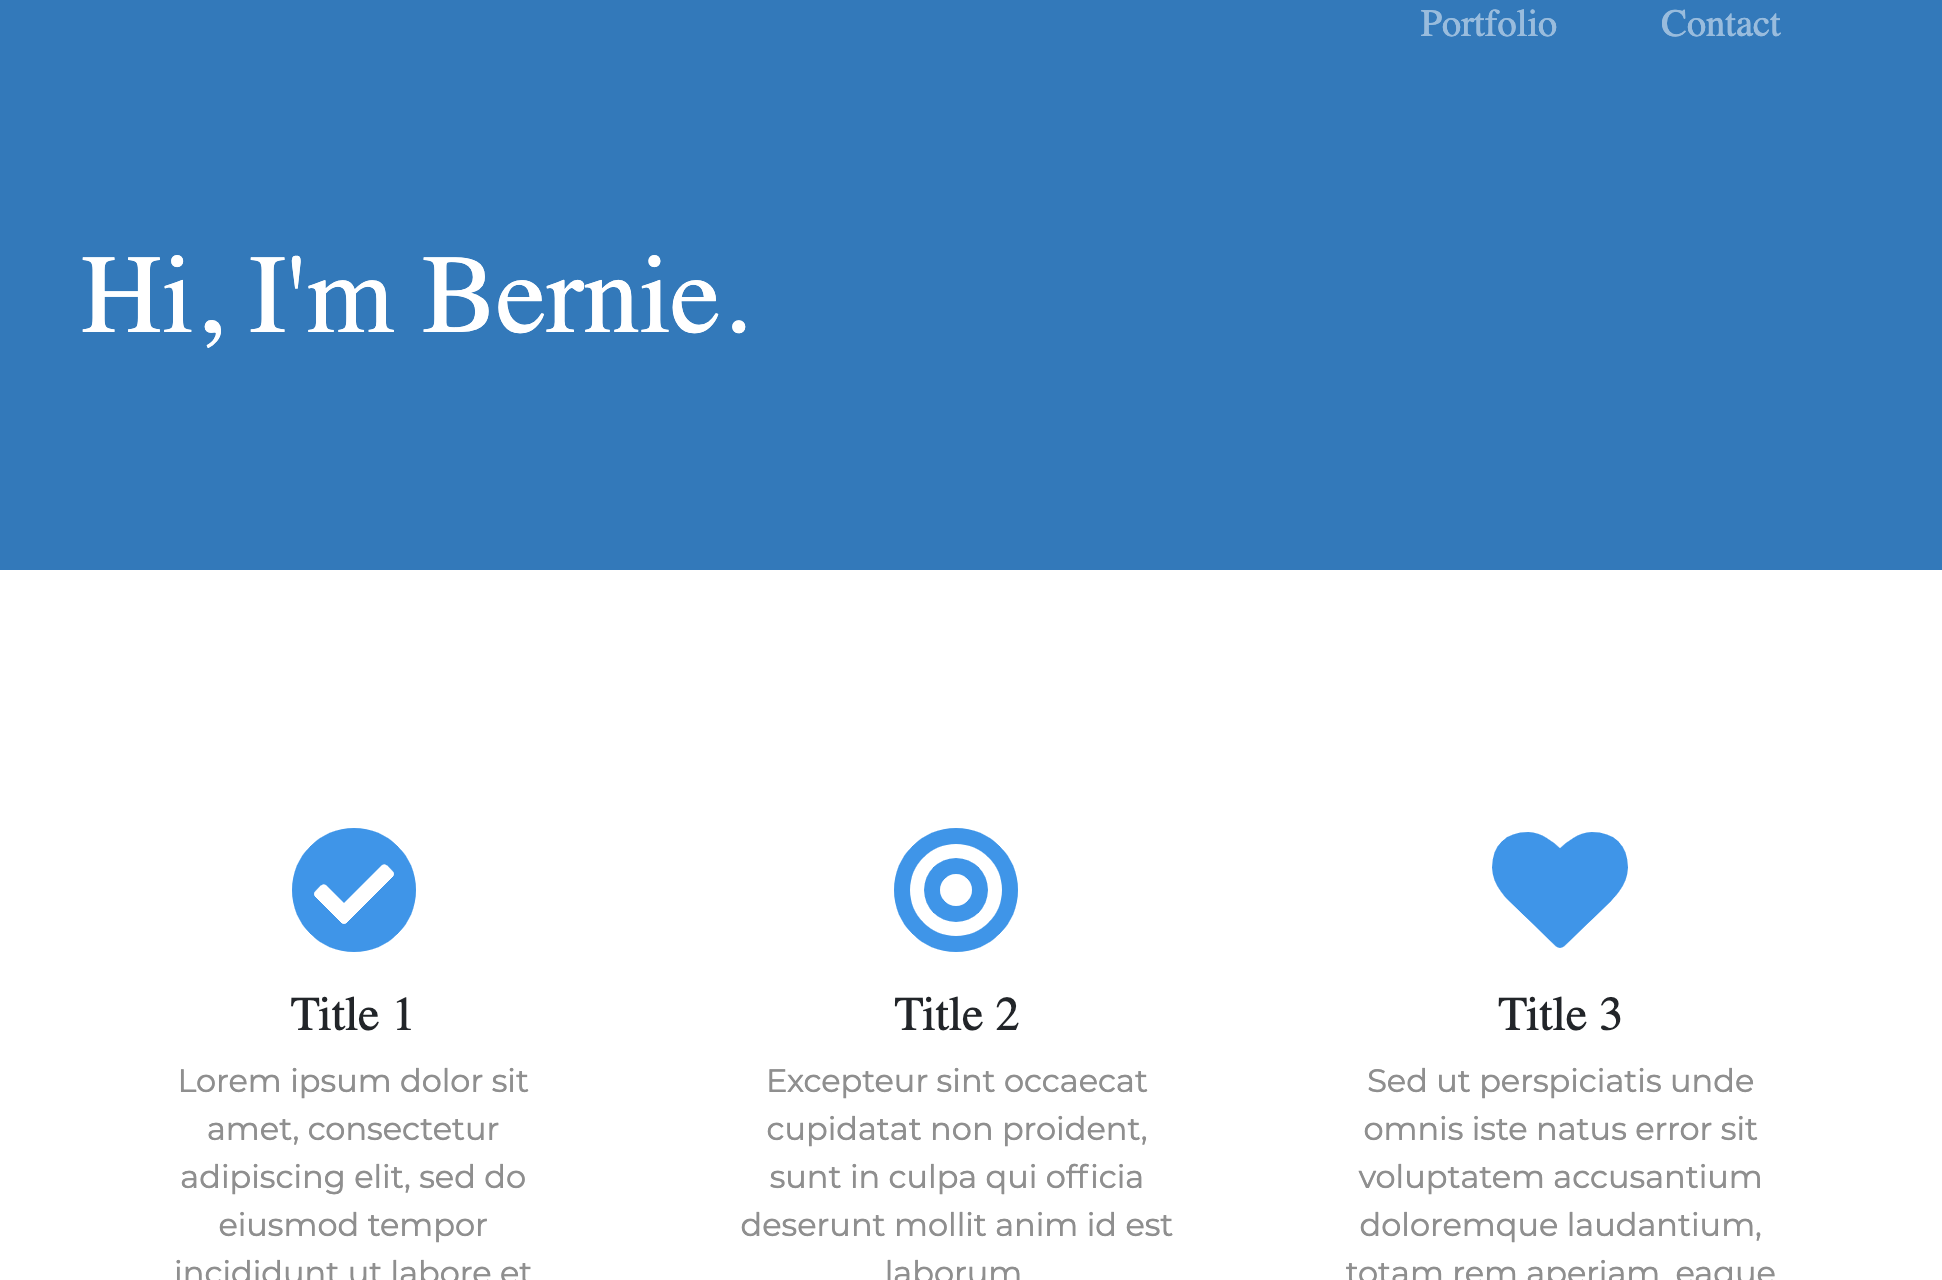 Portfolio Contact
Hi, I'm Bernie.
Title 1
Lorem ipsum dolor sit
amet, consectetur
adipiscing elit, sed do
eiusmod tempor
incididunt ut labore et
Title 2
Excepteur sint occaecat
cupidatat non proident,
sunt in culpa qui officia
deserunt mollit anim id est
laborum
Title 3
Sed ut perspiciatis unde
omnis iste natus error sit
voluptatem accusantium
doloremque laudantium,
totam rem aperiam, eaque